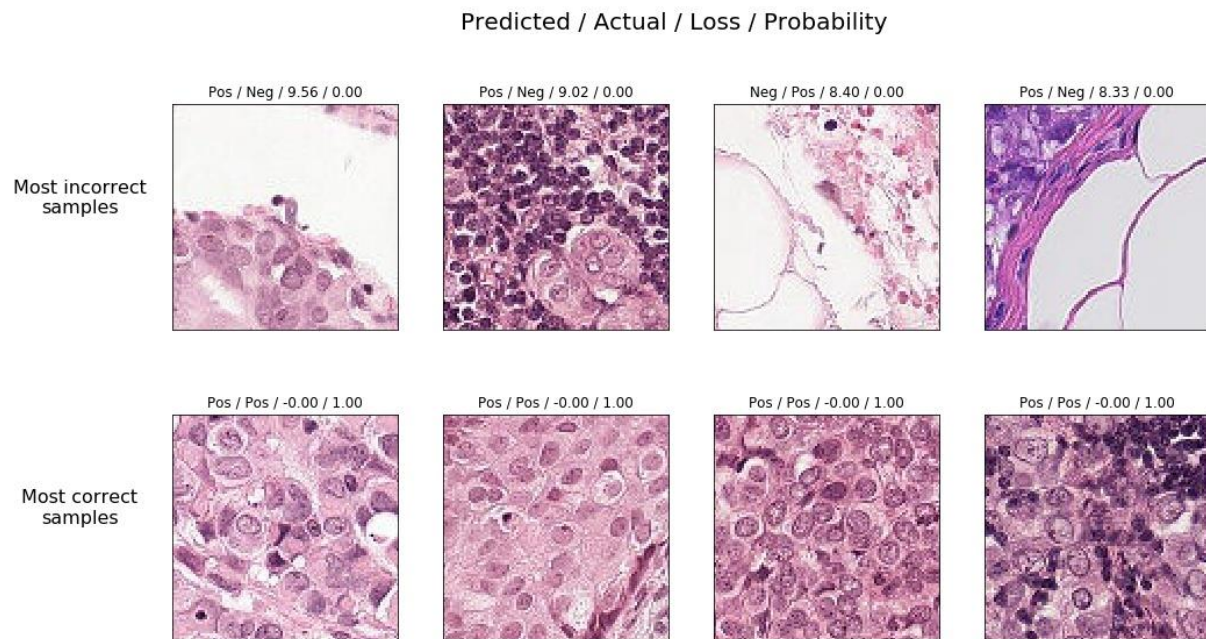 Predicted / Actual / Loss / Probability
Pos / Neg / 9.56 / 0.00
Pos / Neg / 9.02 / 0.00
Neg / Pos / 8.40 / 0.00
Pos / Neg / 8.33 / 0.00
Most incorrect
samples
Pos / Pos / -0.00 / 1.00
Pos / Pos / -0.00 / 1.00
Pos / Pos / -0.00 / 1.00
Pos / Pos / -0.00 / 1.00
Most correct
samples